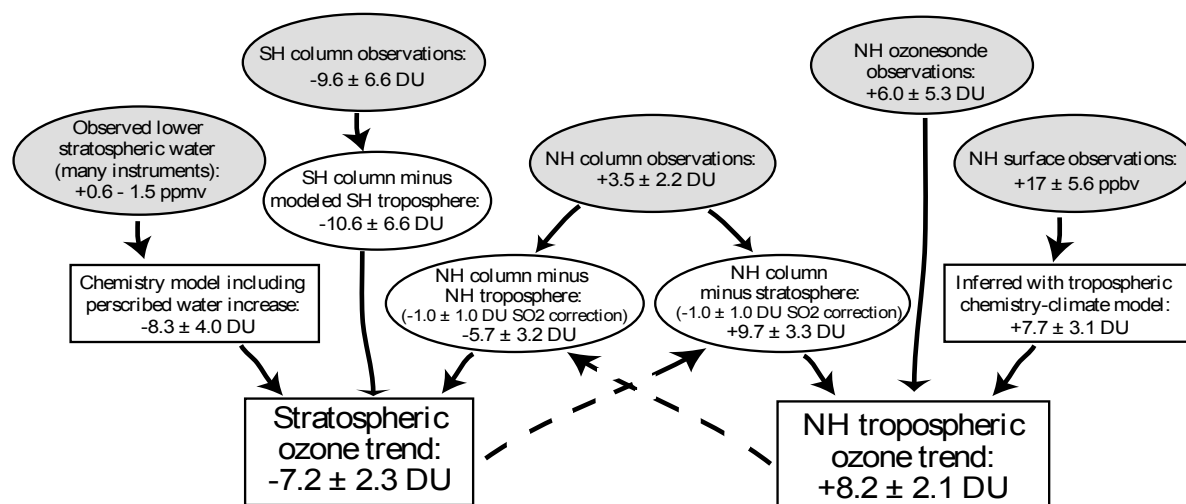 SH column observations:
-9.6 ± 6.6 DU
NH ozonesonde
observations:
+6.0 ± 5.3 DU
Observed lower
stratospheric water
(many instruments):
+0.6 - 1.5 ppmv
SH column minus
modeled SH troposphere:
-10.6 ± 6.6 DU
NH column observations:
+3.5 ± 2.2 DU
NH surface observations:
+17 ± 5.6 ppbv
Chemistry model including
perscribed water increase:
-8.3 ± 4.0 DU
NH column minus
NH troposphere:
(-1.0 ± 1.0 DU SO2 correction)
-5.7 ± 3.2 DU
NH column
minus stratosphere:
(-1.0 ± 1.0 DU SO2 correction)
+9.7 ± 3.3 DU
Inferred with tropospheric
chemistry-climate model:
+7.7 ± 3.1 DU
Stratospheric
ozone trend:
-7.2 ± 2.3 DU
NH tropospheric
ozone trend:
+8.2 ± 2.1 DU